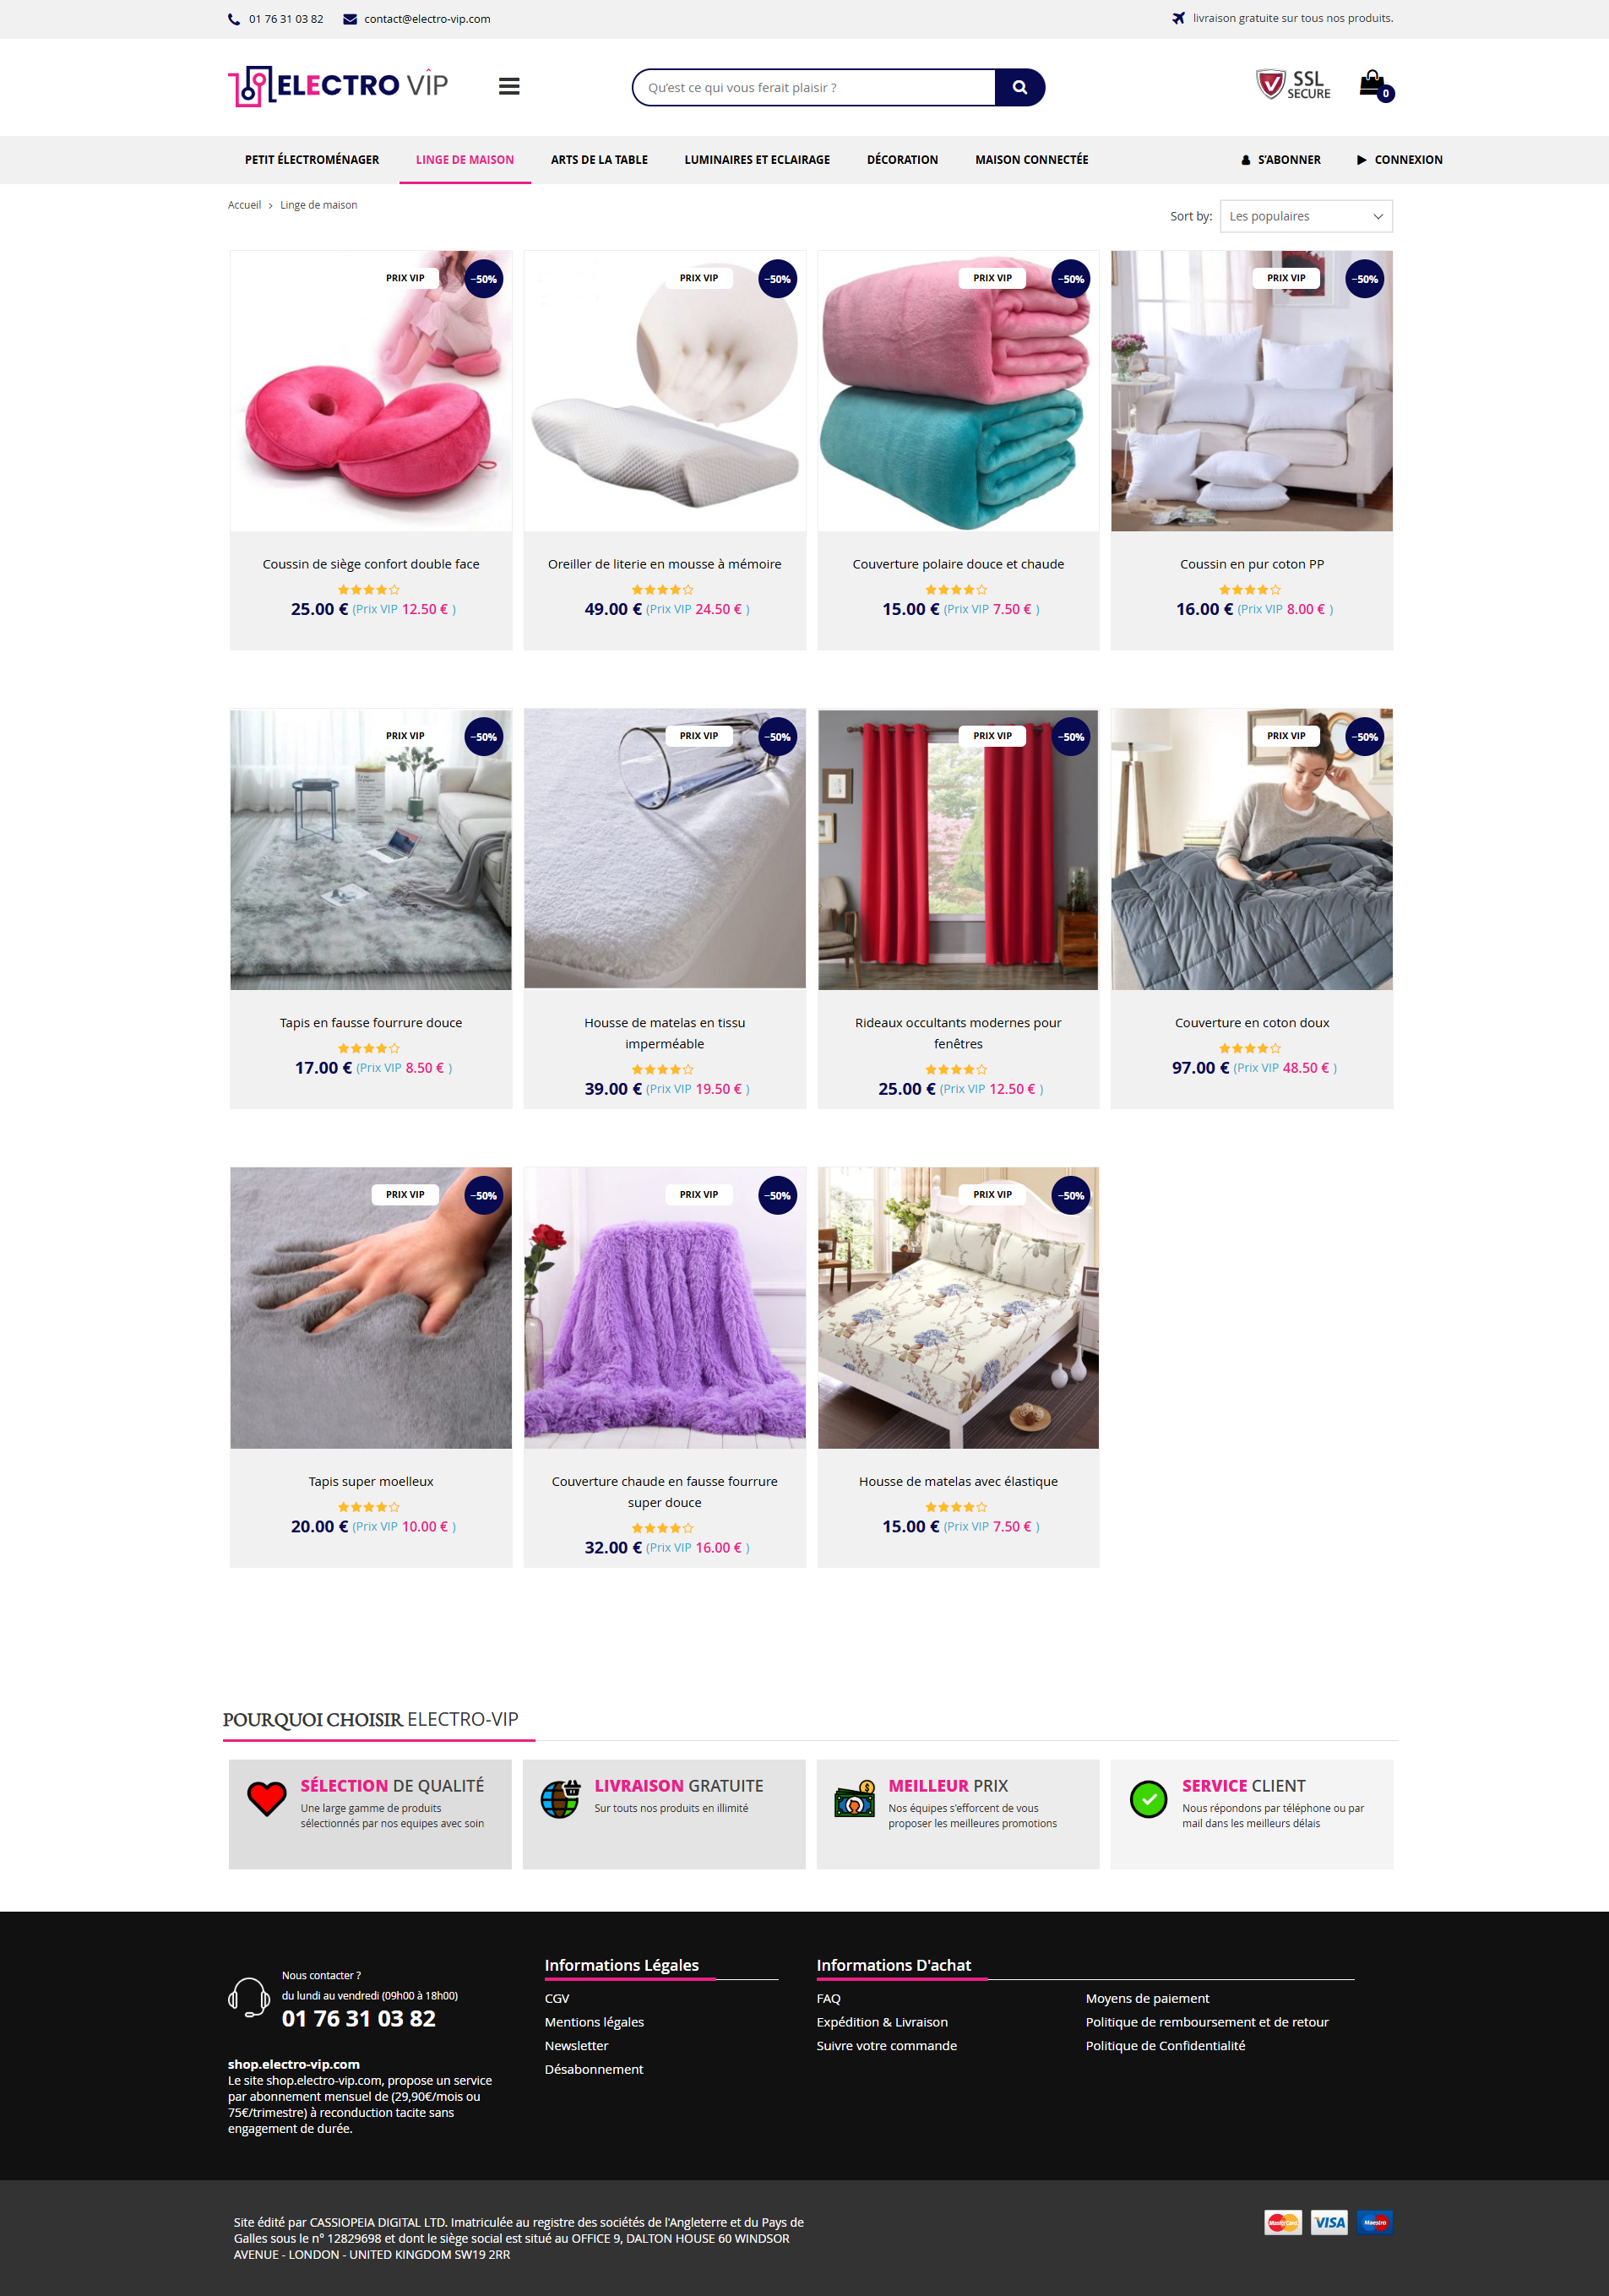 01 76 31 03 82 contact@electro-vip.com livraison gratuite sur tous nos produits.
ELECTRO VIP Qu'est ce qui vous ferait plaisir ? SSL SECURE 0
PETIT ÉLECTROMÉNAGER LINGE DE MAISON ARTS DE LA TABLE LUMINAIRES ET ECLAIRAGE DÉCORATION MAISON CONNECTÉE S'ABONNER CONNEXION
Accueil > Linge de maison Sort by: Les populaires
PRIX VIP -50% PRIX VIP -50% PRIX VIP -50% PRIX VIP -50%
Coussin de siège confort double face
25.00 € (Prix VIP 12.50 € )
Oreiller de literie en mousse à mémoire
49.00 € (Prix VIP 24.50 € )
Couverture polaire douce et chaude
15.00 € (Prix VIP 7.50 € )
Coussin en pur coton PP
16.00 € (Prix VIP 8.00 € )
PRIX VIP -50% PRIX VIP -50% PRIX VIP -50% PRIX VIP -50%
Tapis en fausse fourrure douce
17.00 € (Prix VIP 8.50 € )
Housse de matelas en tissu
imperméable
39.00 € (Prix VIP 19.50 € )
Rideaux occultants modernes pour
fenêtres
25.00 € (Prix VIP 12.50 € )
Couverture en coton doux
97.00 € (Prix VIP 48.50 € )
PRIX VIP -50% PRIX VIP -50% PRIX VIP -50%
Tapis super moelleux
20.00 € (Prix VIP 10.00 € )
Couverture chaude en fausse fourrure
super douce
32.00 € (Prix VIP 16.00 € )
Housse de matelas avec élastique
15.00 € (Prix VIP 7.50 € )
POURQUOI CHOISIR ELECTRO-VIP
SÉLECTION DE QUALITÉ
Une large gamme de produits
sélectionnés par nos equipes avec soin
LIVRAISON GRATUITE
Sur touts nos produits en illimité
MEILLEUR PRIX
Nos équipes s'efforcent de vous
proposer les meilleures promotions
SERVICE CLIENT
Nous répondons par téléphone ou par
mail dans les meilleurs délais
Nous contacter ?
du lundi au vendredi (09h00 à 18h00)
01 76 31 03 82
shop.electro-vip.com
Le site shop.electro-vip.com, propose un service
par abonnement mensuel de (29,90€/mois ou
75€/trimestre) à reconduction tacite sans
engagement de durée.
Informations Légales
CGV
Mentions légales
Newsletter
Désabonnement
Informations D'achat
FAQ
Expédition & Livraison
Suivre votre commande
Moyens de paiement
Politique de remboursement et de retour
Politique de Confidentialité
Site édité par CASSIOPEIA DIGITAL LTD. Imatriculée au registre des sociétés de l'Angleterre et du Pays de
Galles sous le n° 12829698 et dont le siège social est situé au OFFICE 9, DALTON HOUSE 60 WINDSOR
AVENUE - LONDON - UNITED KINGDOM SW19 2RR
MasterCard VISA Maestro